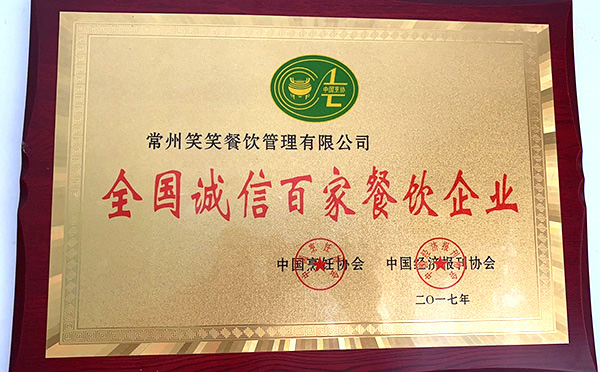 中国烹协
常州笑笑餐饮管理有限公司
全国诚信百家餐饮企业
中国烹饪协会 中国经济报刊协会
二〇一七年